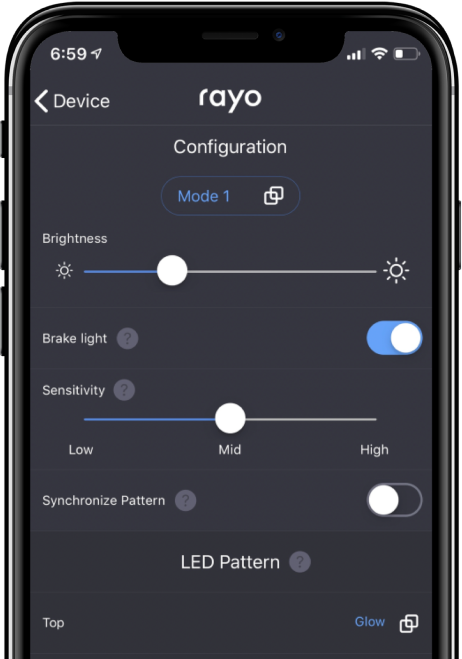 6:59
Device
rayo
Configuration
Mode 1
Brightness
Brake light ?
Sensitivity ?
Low Mid High
Synchronize Pattern ?
LED Pattern ?
Top Glow